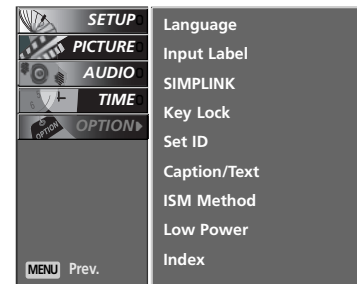 SETUP
PICTURE
AUDIO
TIME
OPTION
MENU Prev.
Language
Input Label
SIMPLINK
Key Lock
Set ID
Caption/Text
ISM Method
Low Power
Index